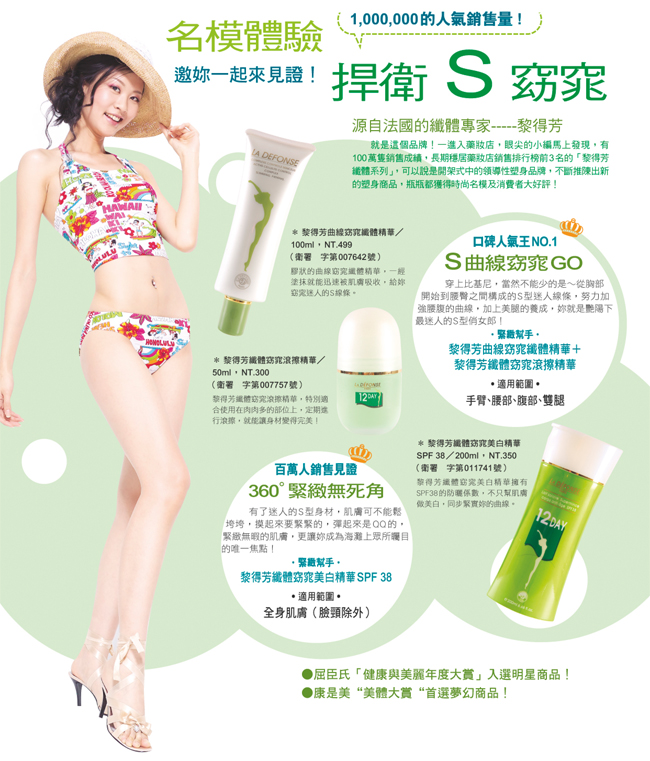 1,000,000的人氣銷售量！
名模體驗
邀妳一起來見證！
捍衛 S 窈窕
源自法國的纖體專家-----黎得芳
就是這個品牌！一進入藥妝店，眼尖的小編馬上發現，有
100萬隻銷售成績，長期穩居藥妝店銷售排行榜前3名的「黎得芳
纖體系列」，可以說是開架式中的領導性塑身品牌，不斷推陳出新
的塑身商品，瓶瓶都獲得時尚名模及消費者大好評！
LA DEFONSE
＊ 黎得芳曲線窈窕纖體精華／
100ml，NT.499
（衛署　字第007642號）
膠狀的曲線窈窕纖體精華，一經
塗抹就能迅速被肌膚吸收，給妳
窈窕迷人的S線條。
口碑人氣王NO.1
S曲線窈窕GO
穿上比基尼，當然不能少的是～從胸部
開始到腰臀之間構成的S型迷人線條，努力加
強腰腹的曲線，加上美腿的養成，妳就是艷陽下
最迷人的S型俏女郎！
·緊緻幫手·
黎得芳曲線窈窕纖體精華＋
黎得芳纖體窈窕滾擦精華
•適用範圍•
手臂、腰部、腹部、雙腿
HAWAII
HONOLULU
HONOLULU
＊ 黎得芳纖體窈窕滾擦精華／
50ml，NT.300
（衛署　字第007757號）
黎得芳纖體窈窕滾擦精華，特別適
合使用在肉肉多的部位上，定期進
行滾擦，就能讓身材變得完美！
LA DEFONSE
12DAY
＊ 黎得芳纖體窈窕美白精華
SPF 38／200ml，NT.350
（衛署　字第011741號）
黎得芳纖體窈窕美白精華擁有
SPF38的防曬係數，不只幫肌膚
做美白，同步緊實妳的曲線。
12DAY
百萬人銷售見證
360°緊緻無死角
有了迷人的S型身材，肌膚可不能鬆
垮垮，摸起來要緊緊的，彈起來是QQ的，
緊緻無暇的肌膚，更讓妳成為海灘上眾所矚目
的唯一焦點！
·緊緻幫手·
黎得芳纖體窈窕美白精華SPF 38
•適用範圍•
全身肌膚（臉頸除外）
●屈臣氏「健康與美麗年度大賞」入選明星商品！
●康是美“美體大賞“首選夢幻商品！